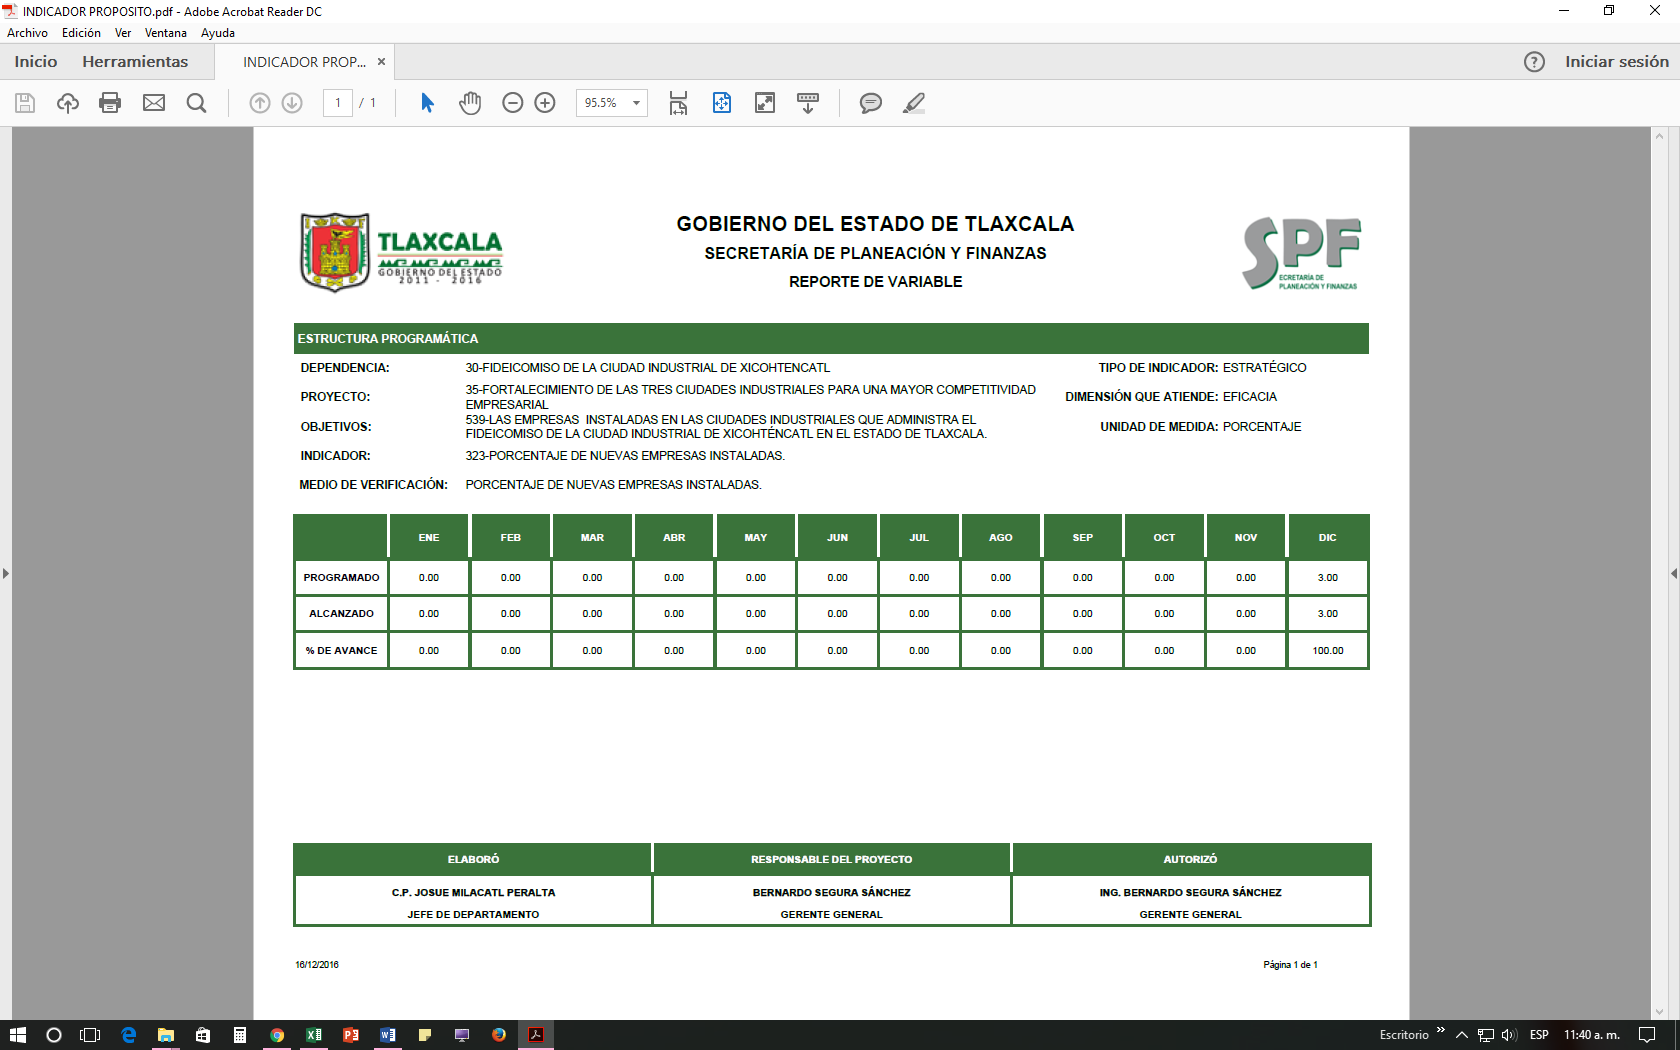 INDICADOR PROPOSITO.pdf - Adobe Acrobat Reader DC
Archivo Edición Ver Ventana Ayuda
Inicio Herramientas INDICADOR PROP... × ? Iniciar sesión
1 / 1 95.5%
TLAXCALA
GOBIERNO DEL ESTADO
2011 - 2016
GOBIERNO DEL ESTADO DE TLAXCALA
SECRETARÍA DE PLANEACIÓN Y FINANZAS
REPORTE DE VARIABLE
SPF
ECRETARÍA DE
PLANEACIÓN Y FINANZAS
ESTRUCTURA PROGRAMÁTICA
DEPENDENCIA: 30-FIDEICOMISO DE LA CIUDAD INDUSTRIAL DE XICOHTENCATL TIPO DE INDICADOR: ESTRATÉGICO
PROYECTO: 35-FORTALECIMIENTO DE LAS TRES CIUDADES INDUSTRIALES PARA UNA MAYOR COMPETITIVIDAD
EMPRESARIAL DIMENSIÓN QUE ATIENDE: EFICACIA
OBJETIVOS: 539-LAS EMPRESAS INSTALADAS EN LAS CIUDADES INDUSTRIALES QUE ADMINISTRA EL
FIDEICOMISO DE LA CIUDAD INDUSTRIAL DE XICOHTÉNCATL EN EL ESTADO DE TLAXCALA. UNIDAD DE MEDIDA: PORCENTAJE
INDICADOR: 323-PORCENTAJE DE NUEVAS EMPRESAS INSTALADAS.
MEDIO DE VERIFICACIÓN: PORCENTAJE DE NUEVAS EMPRESAS INSTALADAS.
ENE FEB MAR ABR MAY JUN JUL AGO SEP OCT NOV DIC
PROGRAMADO 0.00 0.00 0.00 0.00 0.00 0.00 0.00 0.00 0.00 0.00 0.00 3.00
ALCANZADO 0.00 0.00 0.00 0.00 0.00 0.00 0.00 0.00 0.00 0.00 0.00 3.00
% DE AVANCE 0.00 0.00 0.00 0.00 0.00 0.00 0.00 0.00 0.00 0.00 0.00 100.00
ELABORÓ RESPONSABLE DEL PROYECTO AUTORIZÓ
C.P. JOSUE MILACATL PERALTA BERNARDO SEGURA SÁNCHEZ ING. BERNARDO SEGURA SÁNCHEZ
JEFE DE DEPARTAMENTO GERENTE GENERAL GERENTE GENERAL
16/12/2016 Página 1 de 1
Escritorio » ESP 11:40 a. m.